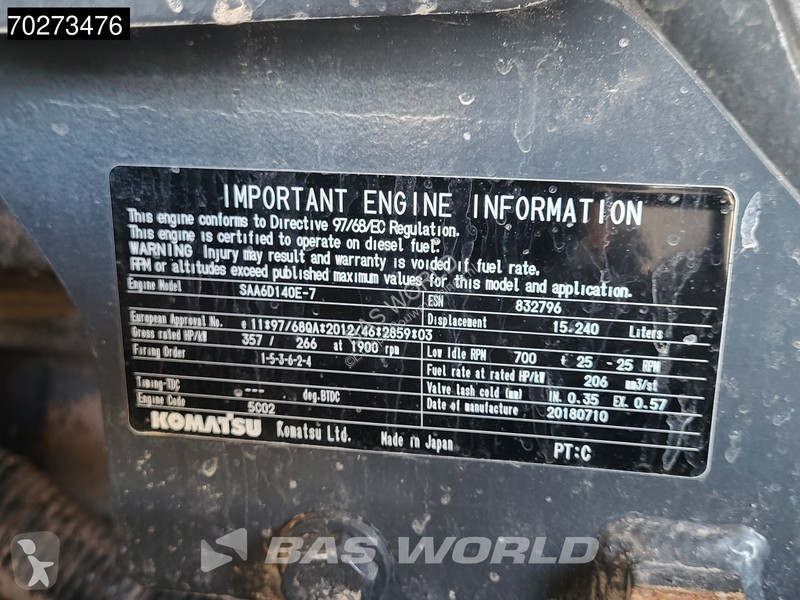 70273476
IMPORTANT ENGINE INFORMATION
This engine conforms to Directive 97/68/EC Regulation.
This engine is certified to operate on diesel fuel.
WARNING Injury may result and warranty is voided if fuel rate.
RPM or altitudes exceed published maximum values for this model and application.
Engine Model SAA6D140E-7 ESN 832796
European Approval No. e11*97/68QA*2012/46*2859*03 Displacement 15.240 Liters
Gross rated HP/kW 357 / 266 at 1900 rpm Low Idle RPM 700 + 25 - 25 RPM
Firing Order 1-5-3-6-2-4 Fuel rate at rated HP/kW 206 mm3/st
Timing-TDC --- deg.BTDC Valve lash cold (mm) IN. 0.35 EX. 0.57
Engine Code 5C02 Date of manufacture 20180710
KOMATSU Komatsu Ltd. Made in Japan PT:C
BAS WORLD